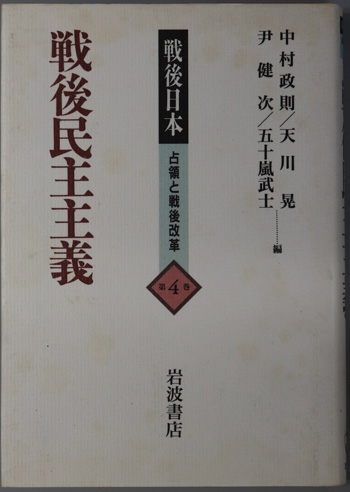 中村政則／天川 晃
尹 健次／五十嵐武士………編
戦後日本 占領と戦後改革
第4巻
岩波書店
戦後民主主義